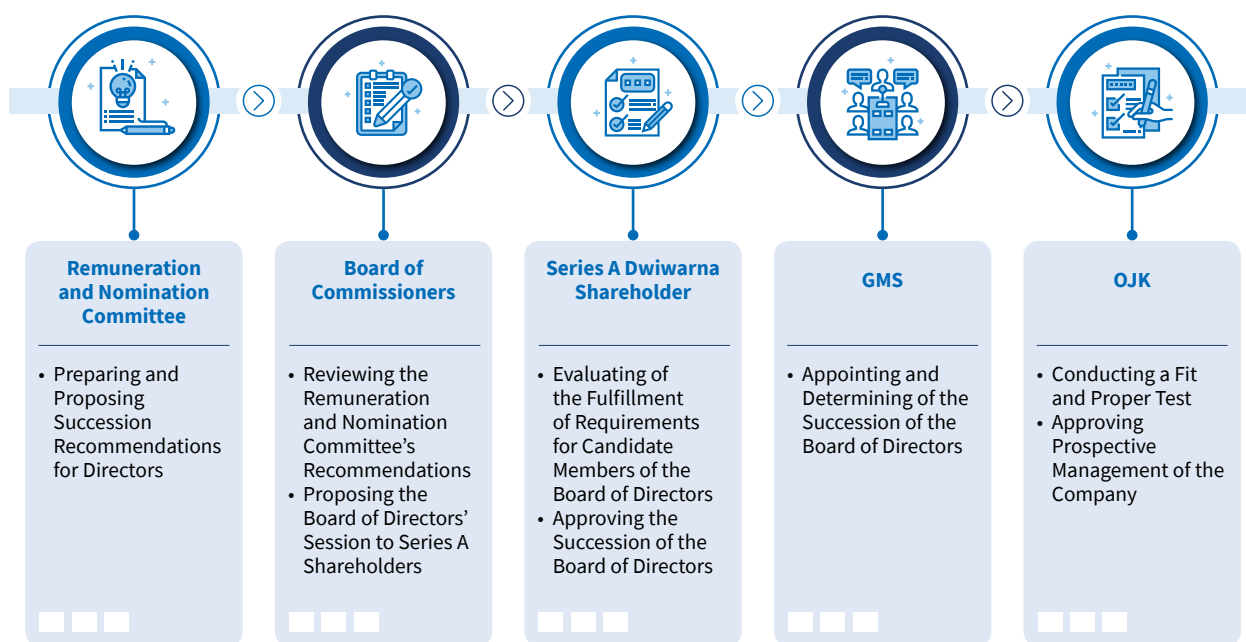 Remuneration
and Nomination
Committee
• Preparing and
Proposing
Succession
Recommendations
for Directors
Board of
Commissioners
• Reviewing the
Remuneration
and Nomination
Committee's
Recommendations
• Proposing the
Board of Directors'
Session to Series A
Shareholders
Series A Dwiwarna
Shareholder
• Evaluating of
the Fulfillment
of Requirements
for Candidate
Members of the
Board of Directors
• Approving the
Succession of the
Board of Directors
GMS
• Appointing and
Determining of the
Succession of the
Board of Directors
OJK
• Conducting a Fit
and Proper Test
• Approving
Prospective
Management of the
Company